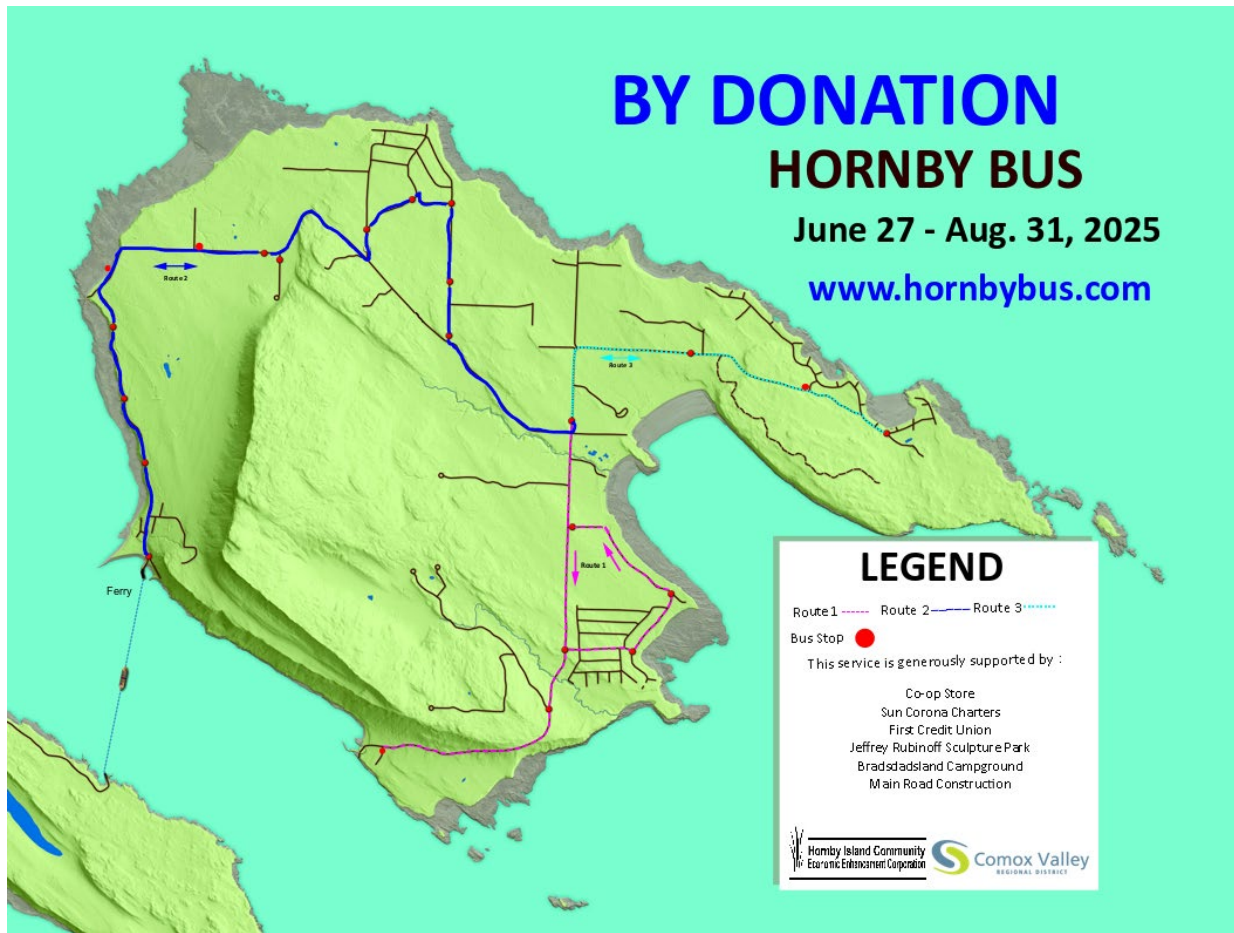 BY DONATION
HORNBY BUS
June 27 - Aug. 31, 2025
www.hornbybus.com
Route 2
Route 3
Route 1
Ferry
LEGEND
Route1 Route 2 Route 3
Bus Stop
This service is generously supported by :
Co-op Store
Sun Corona Charters
First Credit Union
Jeffrey Rubinoff Sculpture Park
Bradsdadsland Campground
Main Road Construction
Hornby Island Community
Economic Enhancement Corporation
Comox Valley
REGIONAL DISTRICT